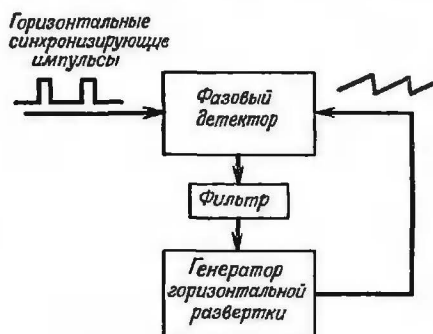 Горизонтальные
синхронизирующие
импульсы
Фазовый
детектор
Фильтр
Генератор
горизонтальной
развертки